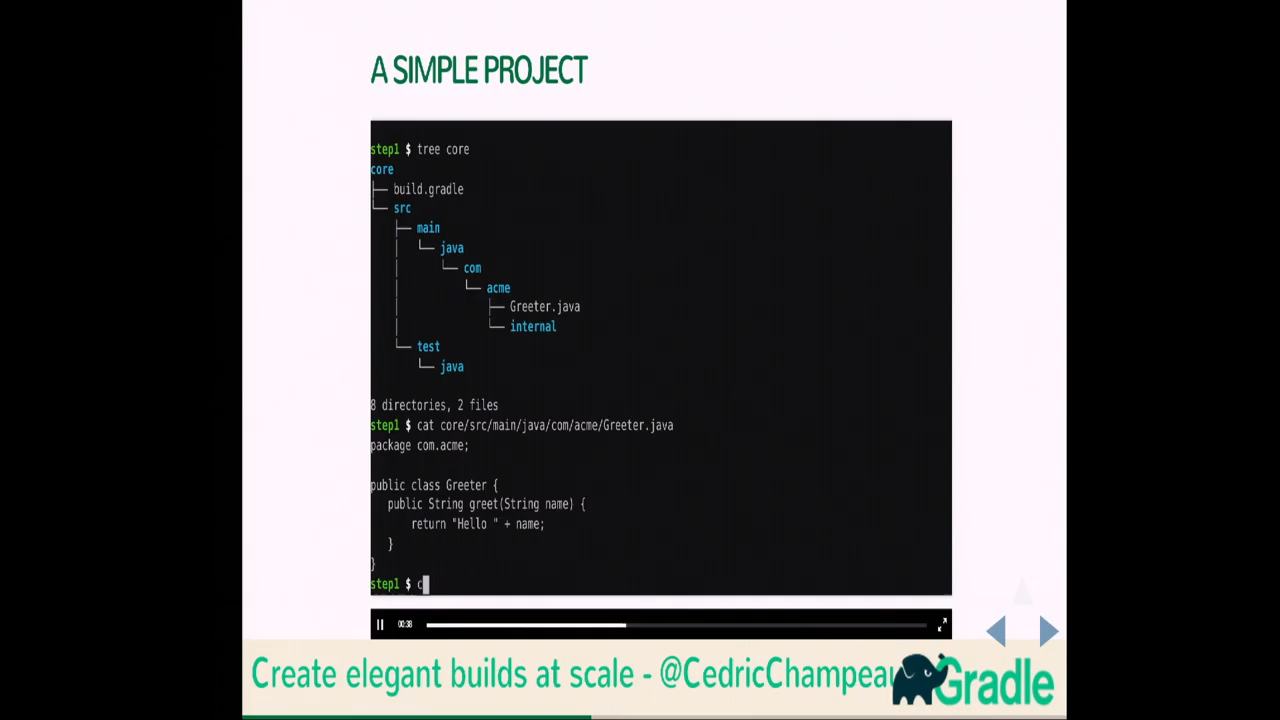 A SIMPLE PROJECT
step1 $ tree core
core
├── build.gradle
└── src
├── main
│ └── java
│ └── com
│ └── acme
│ ├── Greeter.java
│ └── internal
└── test
└── java
8 directories, 2 files
step1 $ cat core/src/main/java/com/acme/Greeter.java
package com.acme;
public class Greeter {
public String greet(String name) {
return "Hello " + name;
}
}
step1 $ c
00:38
Create elegant builds at scale - @CedricChampeau
Gradle